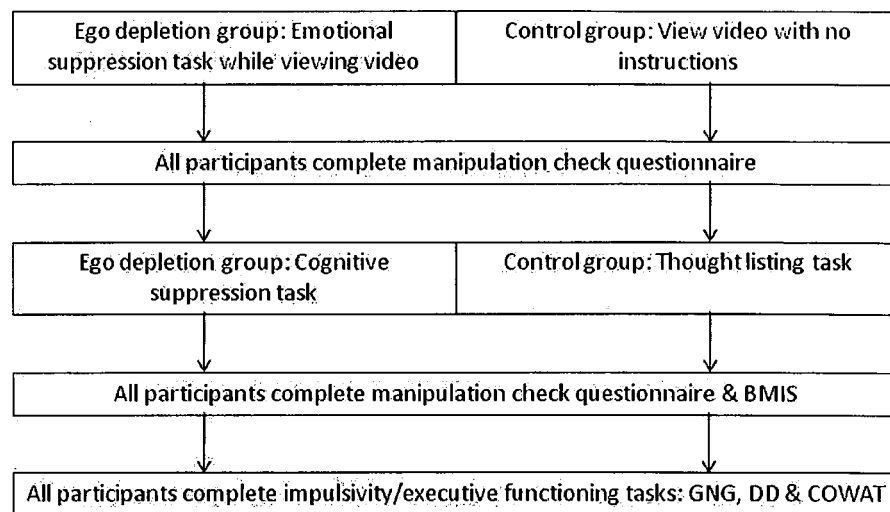 Ego depletion group: Emotional
suppression task while viewing video
Control group: View video with no
instructions
All participants complete manipulation check questionnaire
Ego depletion group: Cognitive
suppression task
Control group: Thought listing task
All participants complete manipulation check questionnaire & BMIS
All participants complete impulsivity/executive functioning tasks: GNG, DD & COWAT